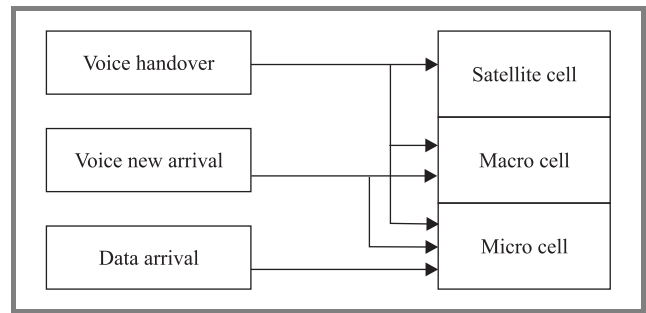 Voice handover
Satellite cell
Voice new arrival
Macro cell
Data arrival
Micro cell